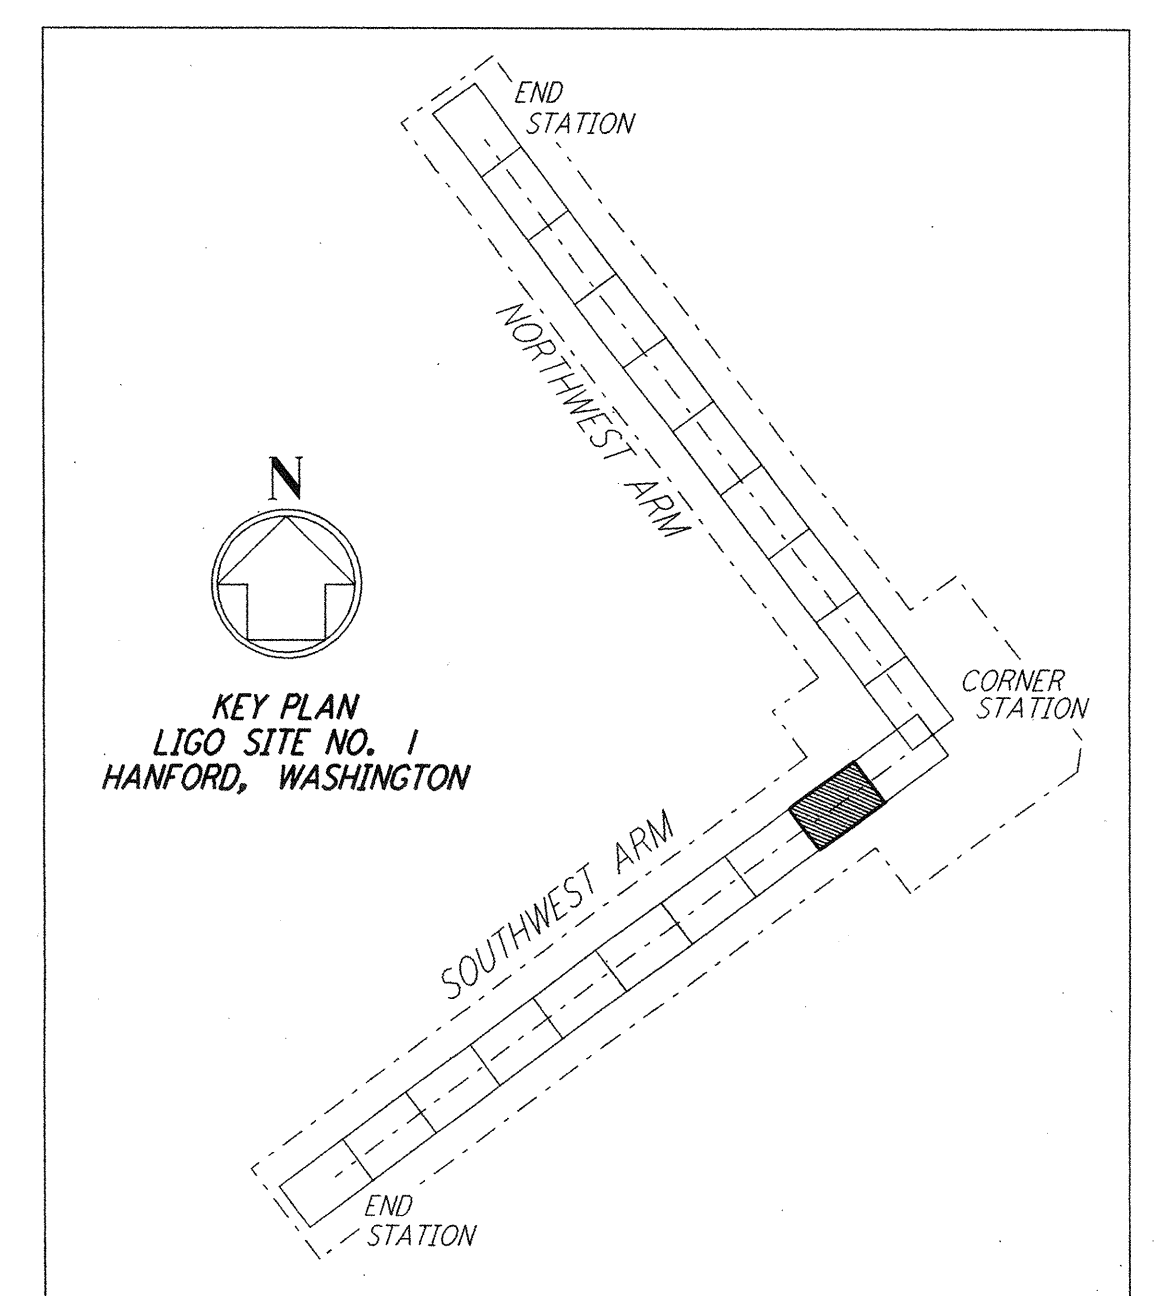 END
STATION
NORTHWEST ARM
N
KEY PLAN
LIGO SITE NO. 1
HANFORD, WASHINGTON
CORNER
STATION
SOUTHWEST ARM
END
STATION